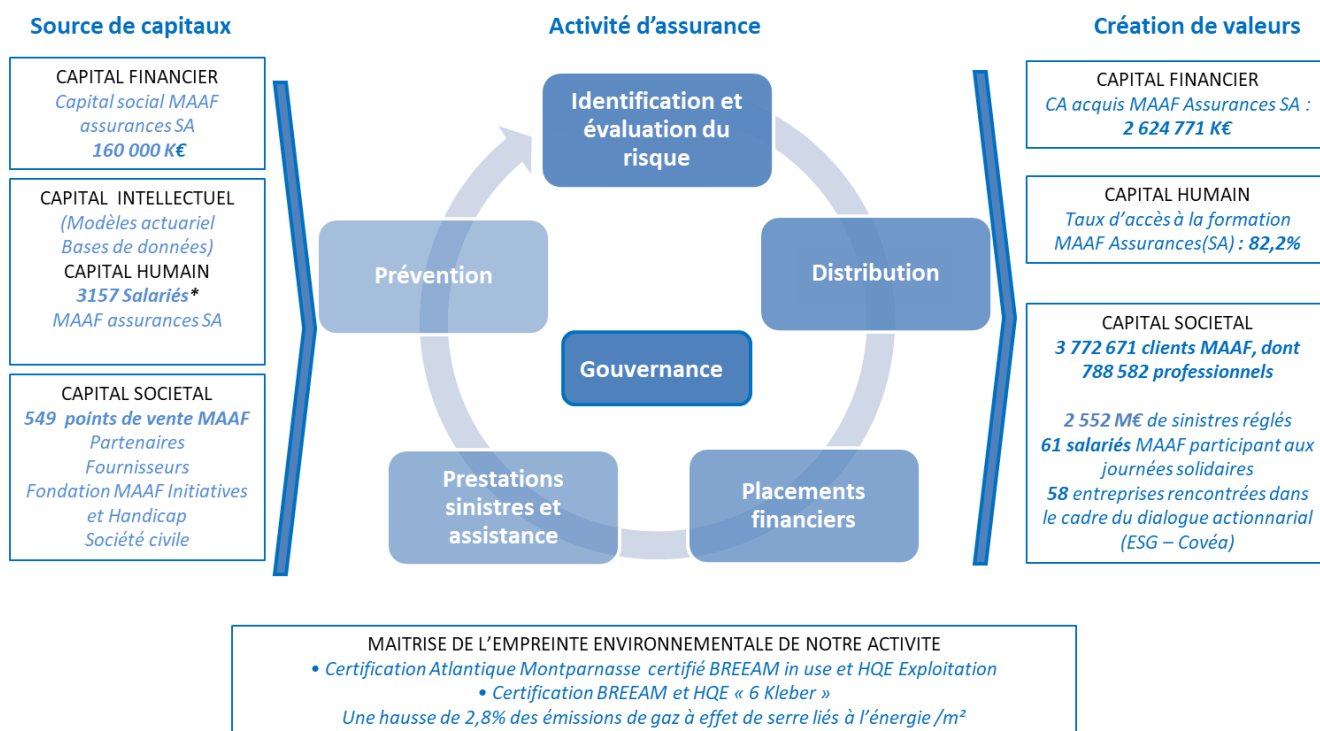 Source de capitaux
CAPITAL FINANCIER
Capital social MAAF
assurances SA
160 000 K€
CAPITAL INTELLECTUEL
(Modèles actuariel
Bases de données)
CAPITAL HUMAIN
3157 Salariés*
MAAF assurances SA
CAPITAL SOCIETAL
549 points de vente MAAF
Partenaires
Fournisseurs
Fondation MAAF Initiatives
et Handicap
Société civile
Activité d’assurance
Identification et
évaluation du
risque
Distribution
Placements
financiers
Prestations
sinistres et
assistance
Prévention
Gouvernance
Création de valeurs
CAPITAL FINANCIER
CA acquis MAAF Assurances SA :
2 624 771 K€
CAPITAL HUMAIN
Taux d’accès à la formation
MAAF Assurances(SA) : 82,2%
CAPITAL SOCIETAL
3 772 671 clients MAAF, dont
788 582 professionnels
2 552 M€ de sinistres réglés
61 salariés MAAF participant aux
journées solidaires
58 entreprises rencontrées dans
le cadre du dialogue actionnarial
(ESG – Covéa)
MAITRISE DE L’EMPREINTE ENVIRONNEMENTALE DE NOTRE ACTIVITE
• Certification Atlantique Montparnasse certifié BREEAM in use et HQE Exploitation
• Certification BREEAM et HQE « 6 Kleber »
Une hausse de 2,8% des émissions de gaz à effet de serre liés à l’énergie /m²